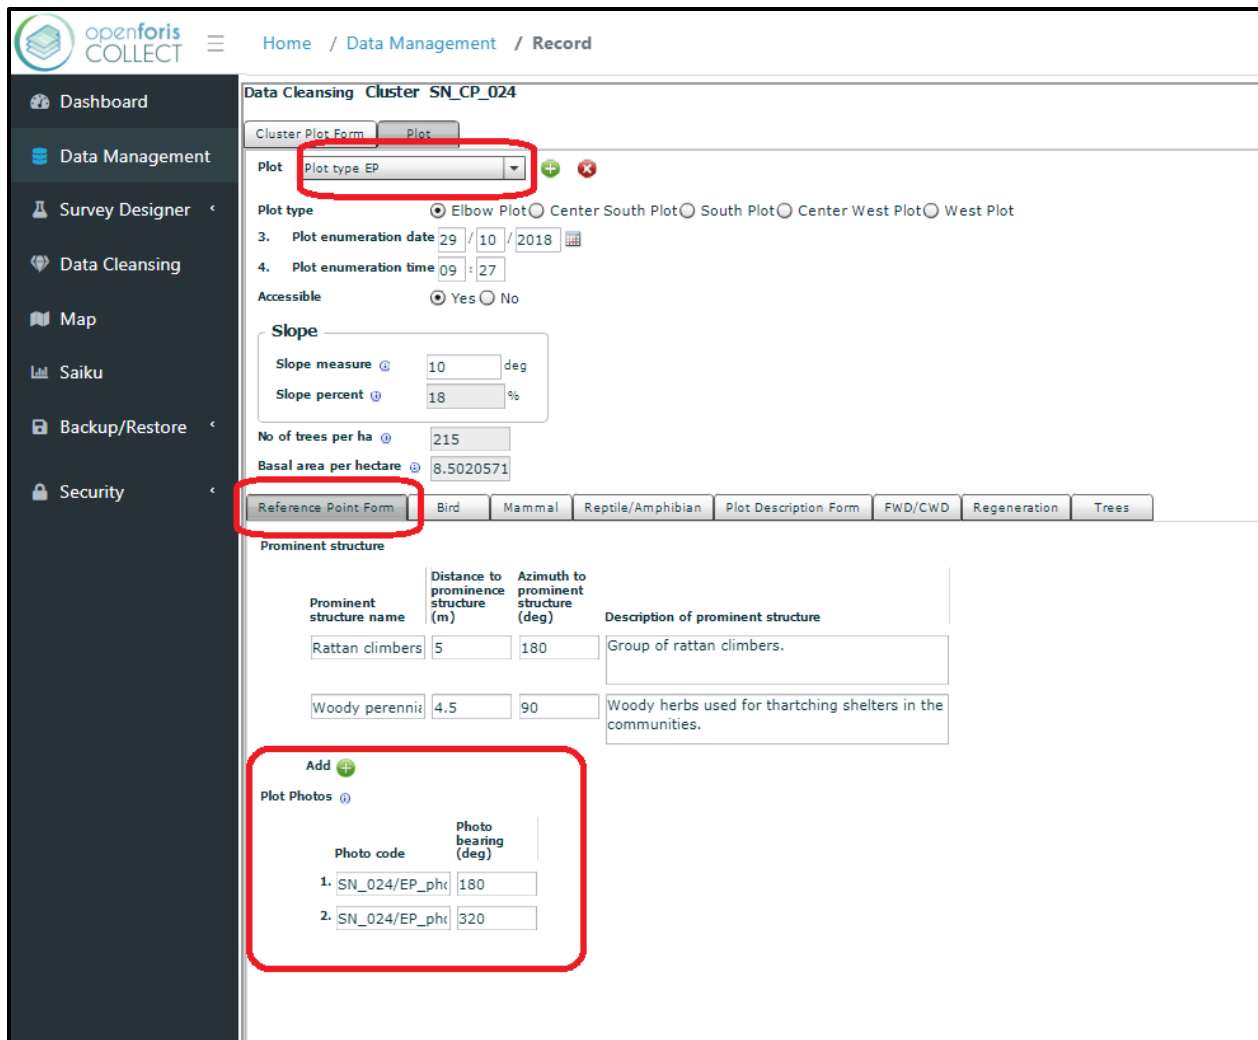 openforis
COLLECT
Home / Data Management / Record
Dashboard
Data Management
Survey Designer
Data Cleansing
Map
Saiku
Backup/Restore
Security
Data Cleansing Cluster SN_CP_024
Cluster Plot Form Plot
Plot Plot type EP
Plot type Elbow Plot Center South Plot South Plot Center West Plot West Plot
3. Plot enumeration date 29 / 10 / 2018
4. Plot enumeration time 09 : 27
Accessible Yes No
Slope
Slope measure 10 deg
Slope percent 18 %
No of trees per ha 215
Basal area per hectare 8.5020571
Reference Point Form Bird Mammal Reptile/Amphibian Plot Description Form FWD/CWD Regeneration Trees
Prominent structure
Prominent structure name
Distance to prominence structure (m)
Azimuth to prominent structure (deg)
Description of prominent structure
Rattan climbers 5 180 Group of rattan climbers.
Woody perennia 4.5 90 Woody herbs used for thartching shelters in the
communities.
Add
Plot Photos
Photo code
Photo bearing (deg)
1. SN_024/EP_pho 180
2. SN_024/EP_pho 320